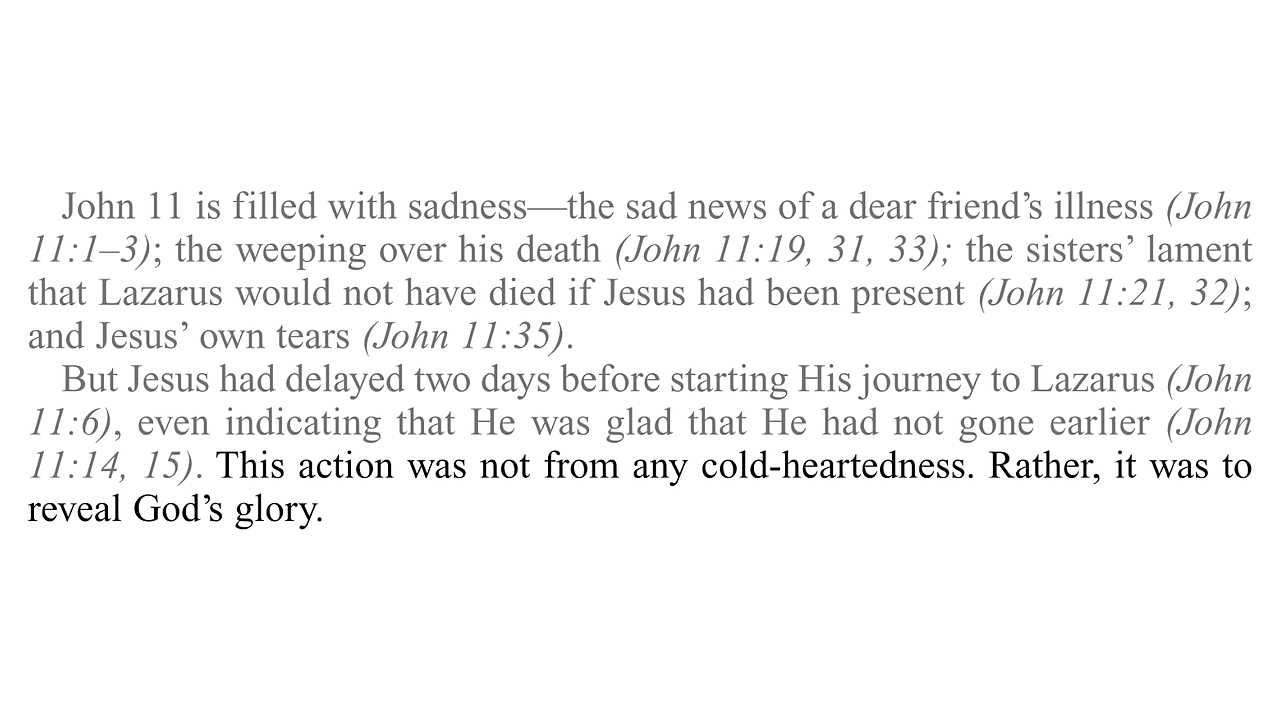 John 11 is filled with sadness—the sad news of a dear friend’s illness (John
11:1–3); the weeping over his death (John 11:19, 31, 33); the sisters’ lament
that Lazarus would not have died if Jesus had been present (John 11:21, 32);
and Jesus’ own tears (John 11:35).
But Jesus had delayed two days before starting His journey to Lazarus (John
11:6), even indicating that He was glad that He had not gone earlier (John
11:14, 15). This action was not from any cold-heartedness. Rather, it was to
reveal God’s glory.